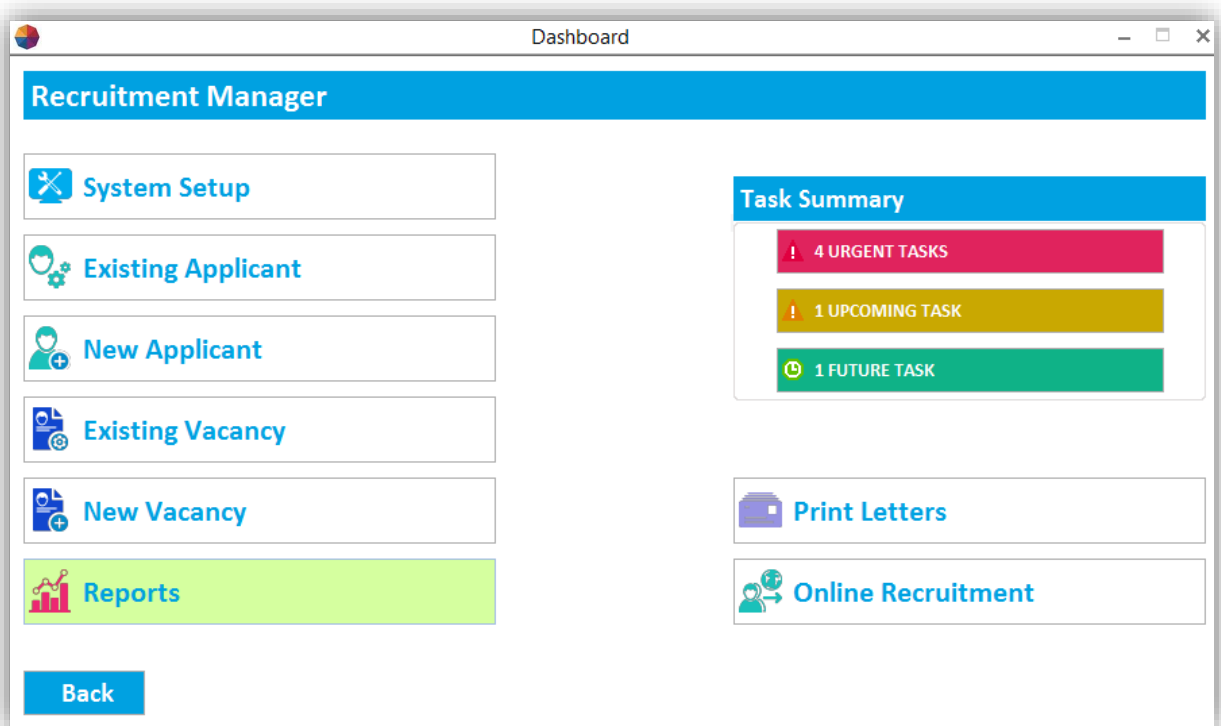 Dashboard
Recruitment Manager
System Setup
Existing Applicant
New Applicant
Existing Vacancy
New Vacancy
Reports
Back
Task Summary
4 URGENT TASKS
1 UPCOMING TASK
1 FUTURE TASK
Print Letters
Online Recruitment